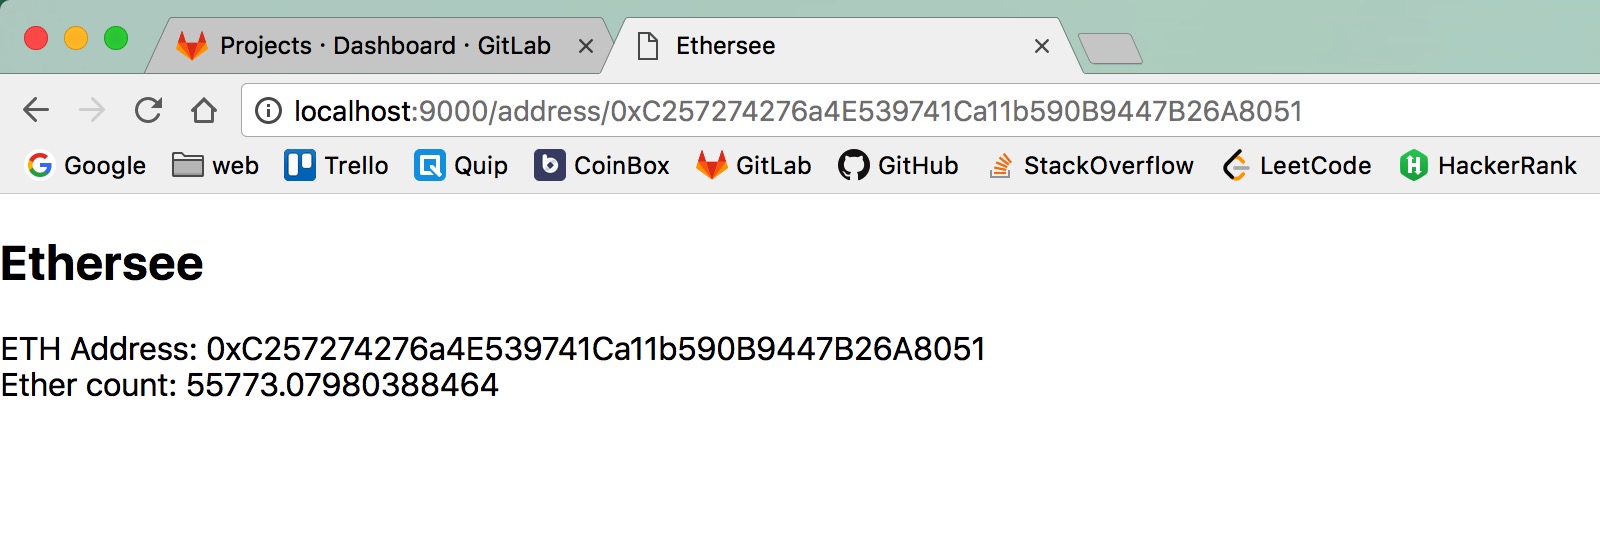 Projects · Dashboard · GitLab
Ethersee
localhost:9000/address/0xC257274276a4E539741Ca11b590B9447B26A8051
Google web Trello Quip CoinBox GitLab GitHub StackOverflow LeetCode HackerRank
Ethersee
ETH Address: 0xC257274276a4E539741Ca11b590B9447B26A8051
Ether count: 55773.07980388464